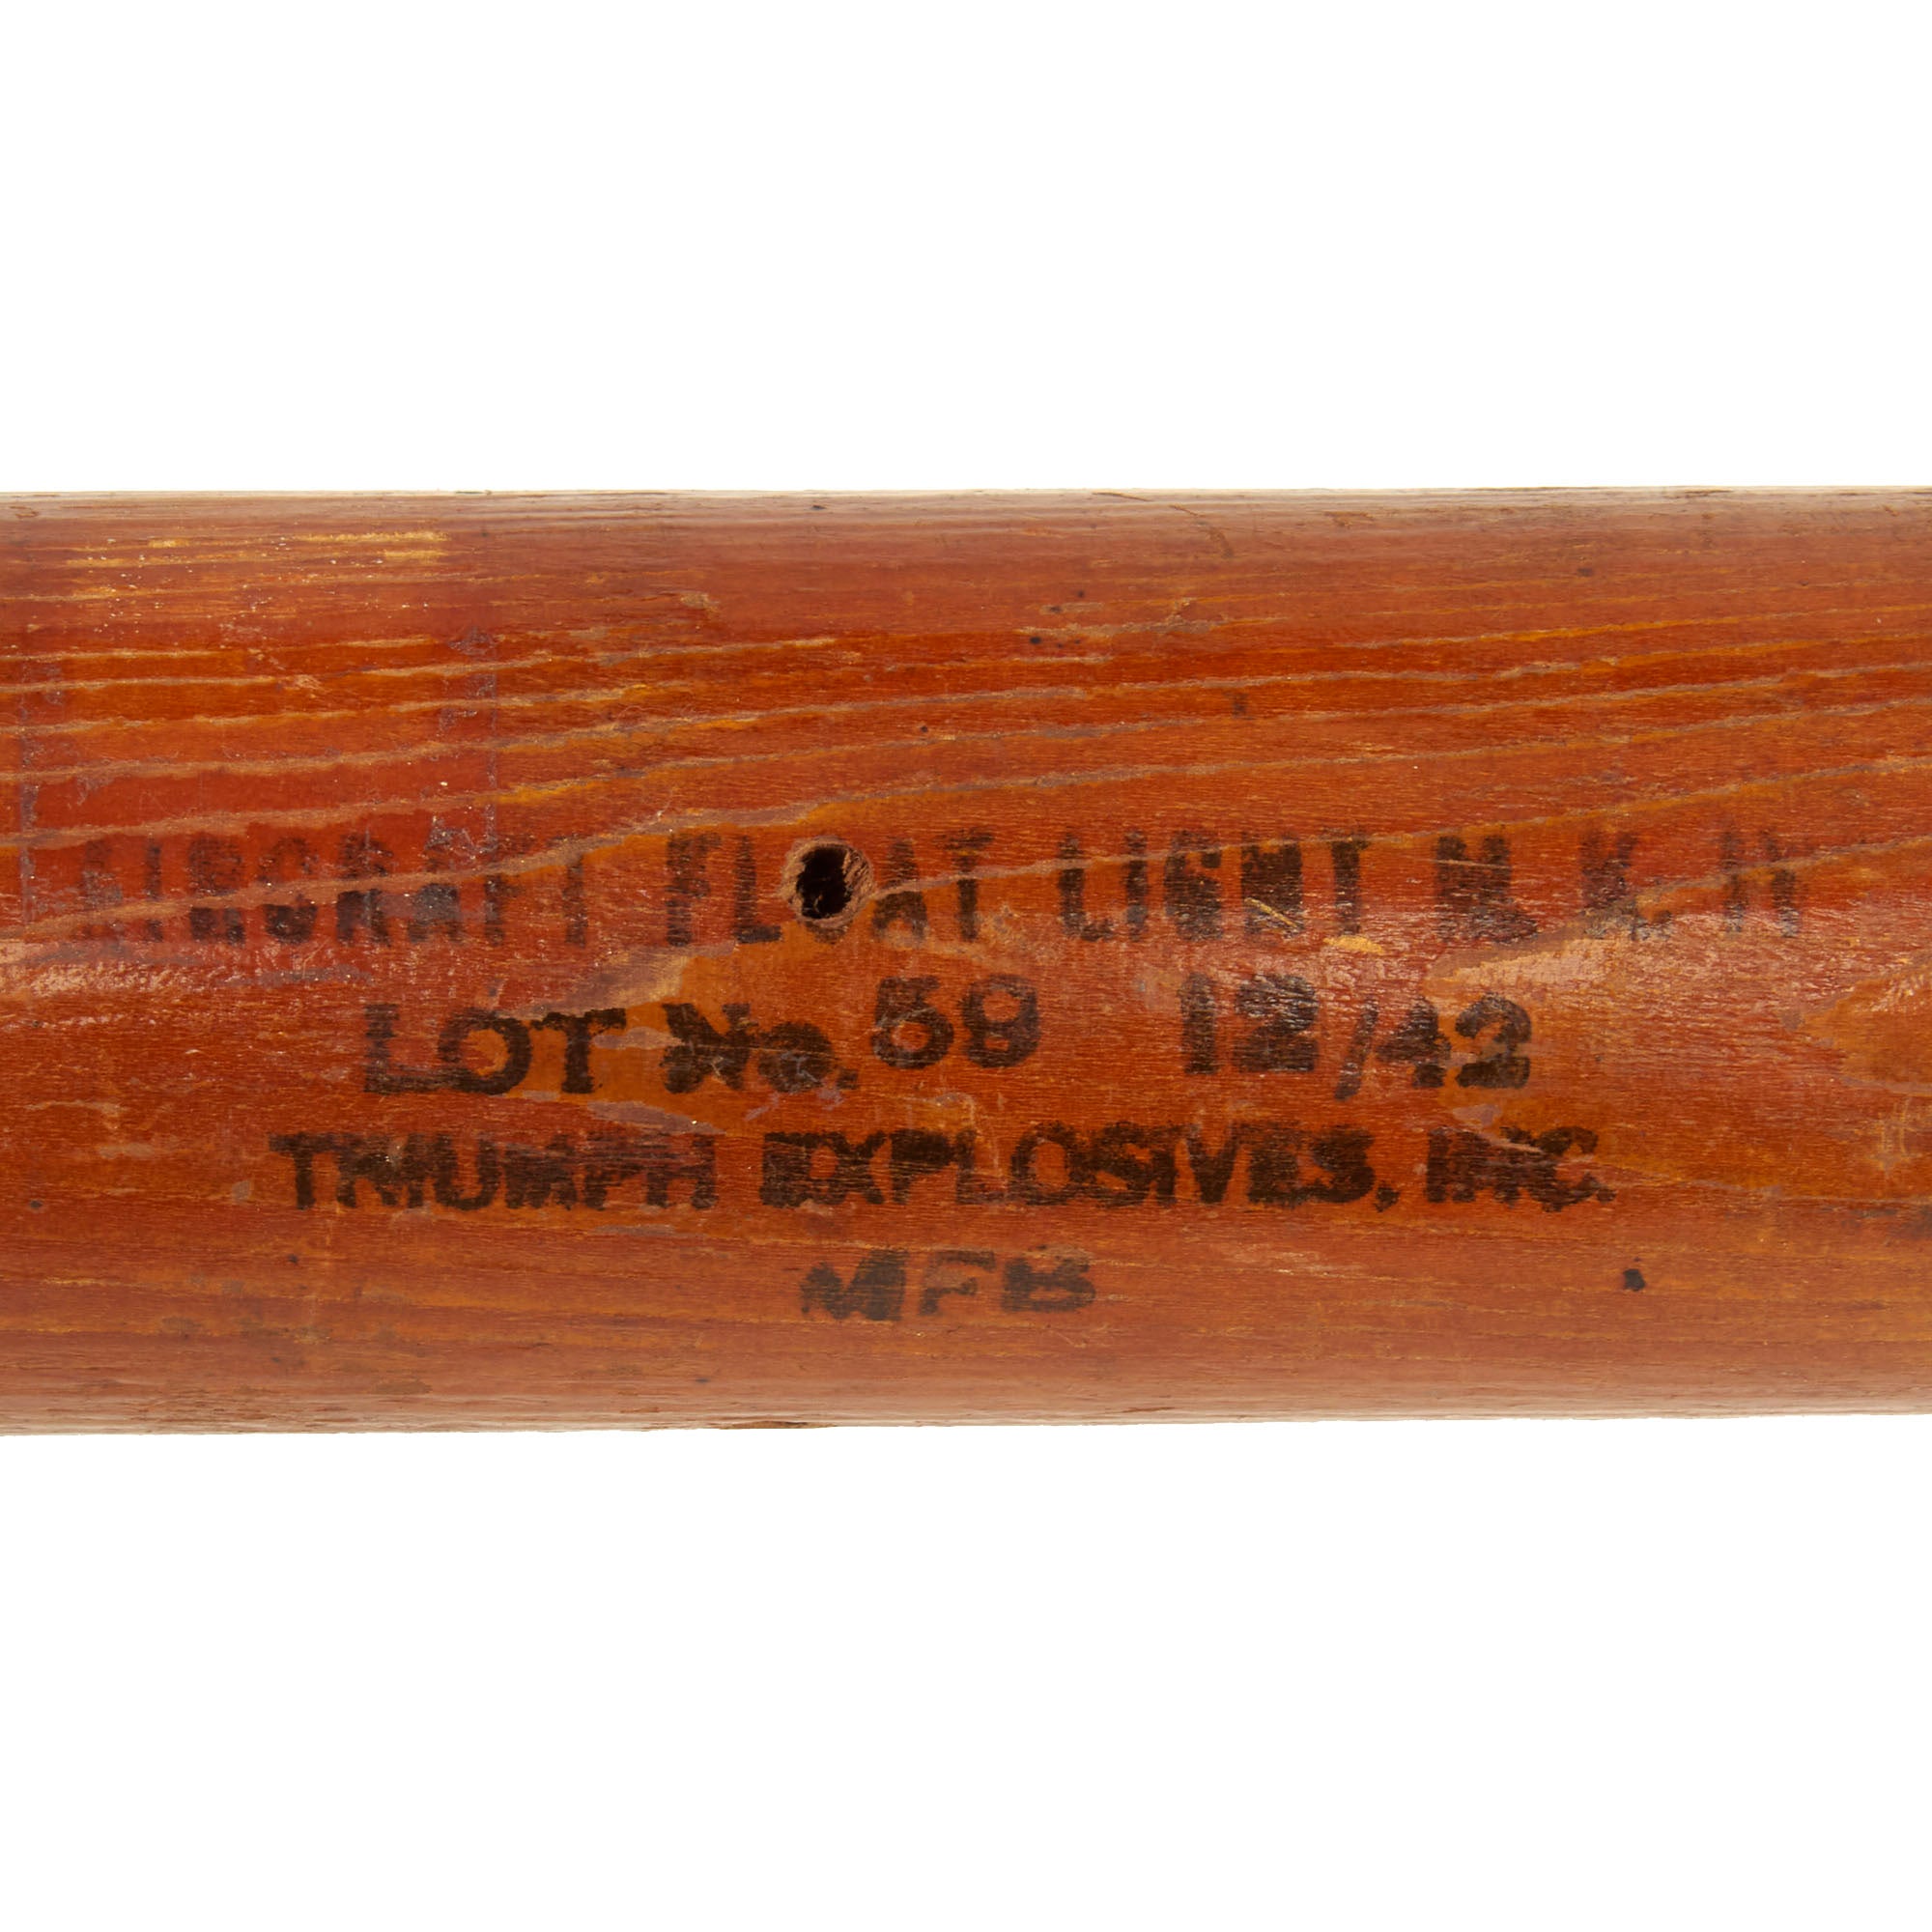 AIRCRAFT FLOAT LIGHT M. K. II
LOT No. 59 12/42
TRIUMPH EXPLOSIVES, INC.
MFB